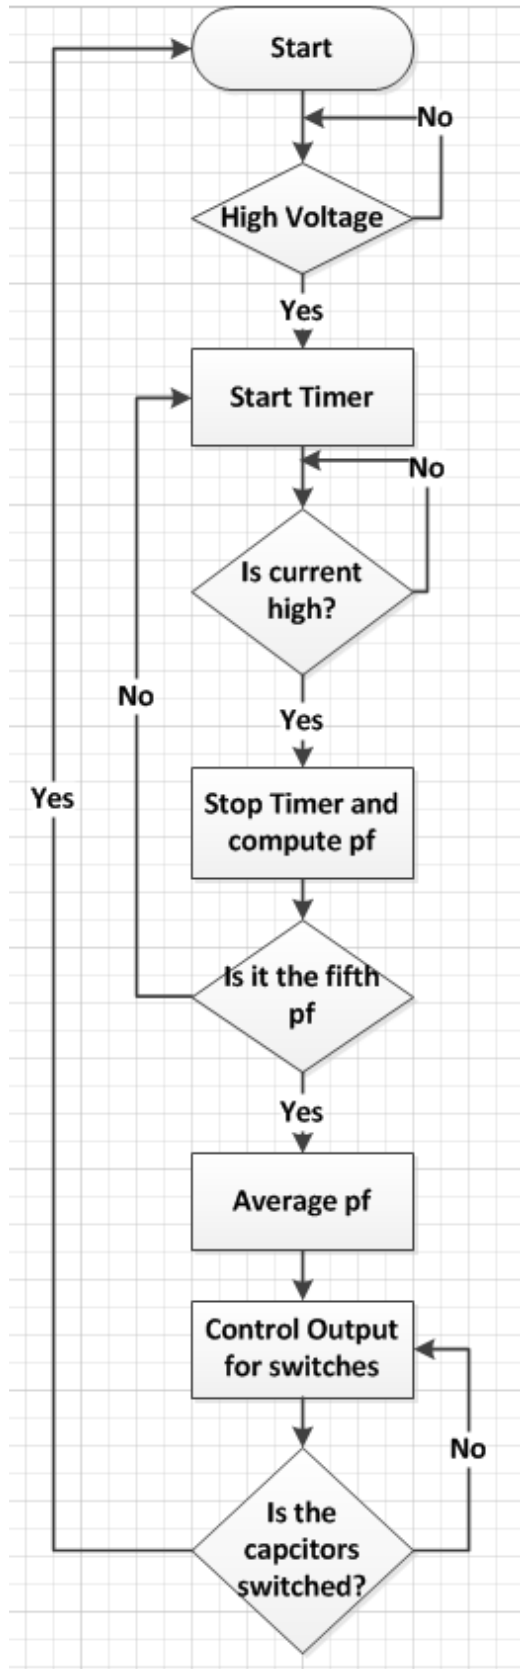 Start
No
High Voltage
Yes
Start Timer
No
Is current
high?
No
Yes
Yes
Stop Timer and
compute pf
Is it the fifth
pf
Yes
Average pf
Control Output
for switches
No
Is the
capcitors
switched?